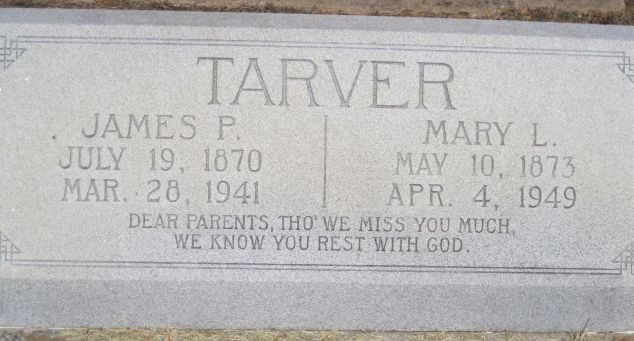 TARVER
JAMES P. MARY L.
JULY 19, 1870 MAY 10, 1873
MAR. 28, 1941 APR. 4, 1949
DEAR PARENTS, THO' WE MISS YOU MUCH,
WE KNOW YOU REST WITH GOD.